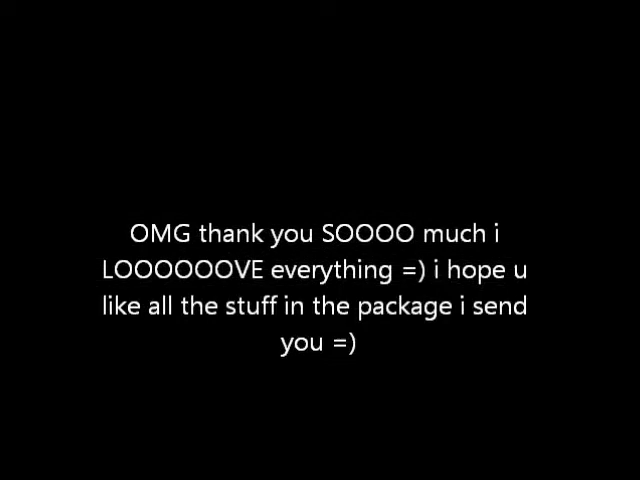 OMG thank you SOOOO much i
LOOOOOOVE everything =) i hope u
like all the stuff in the package i send
you =)